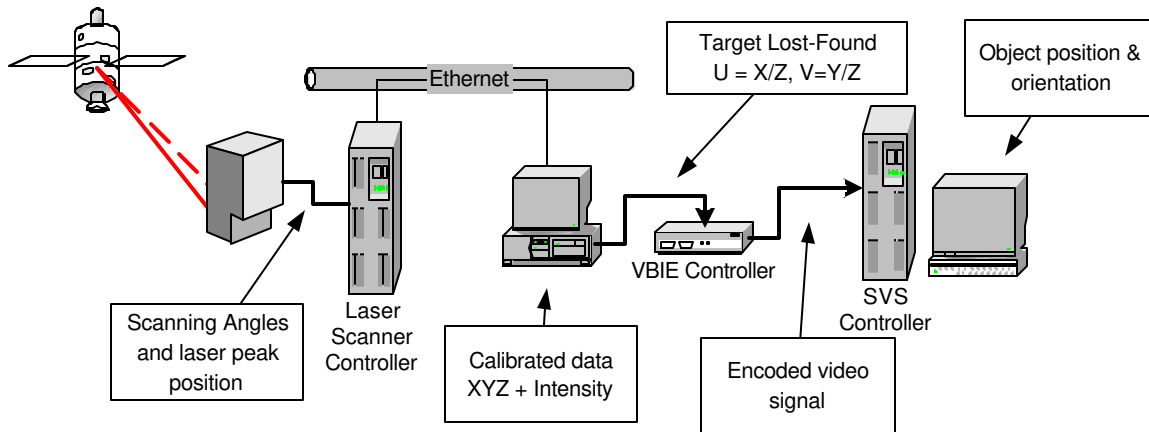 Target Lost-Found
U = X/Z, V=Y/Z
Object position &
orientation
Ethernet
VBIE Controller
SVS
Controller
Laser
Scanner
Controller
Scanning Angles
and laser peak
position
Calibrated data
XYZ + Intensity
Encoded video
signal